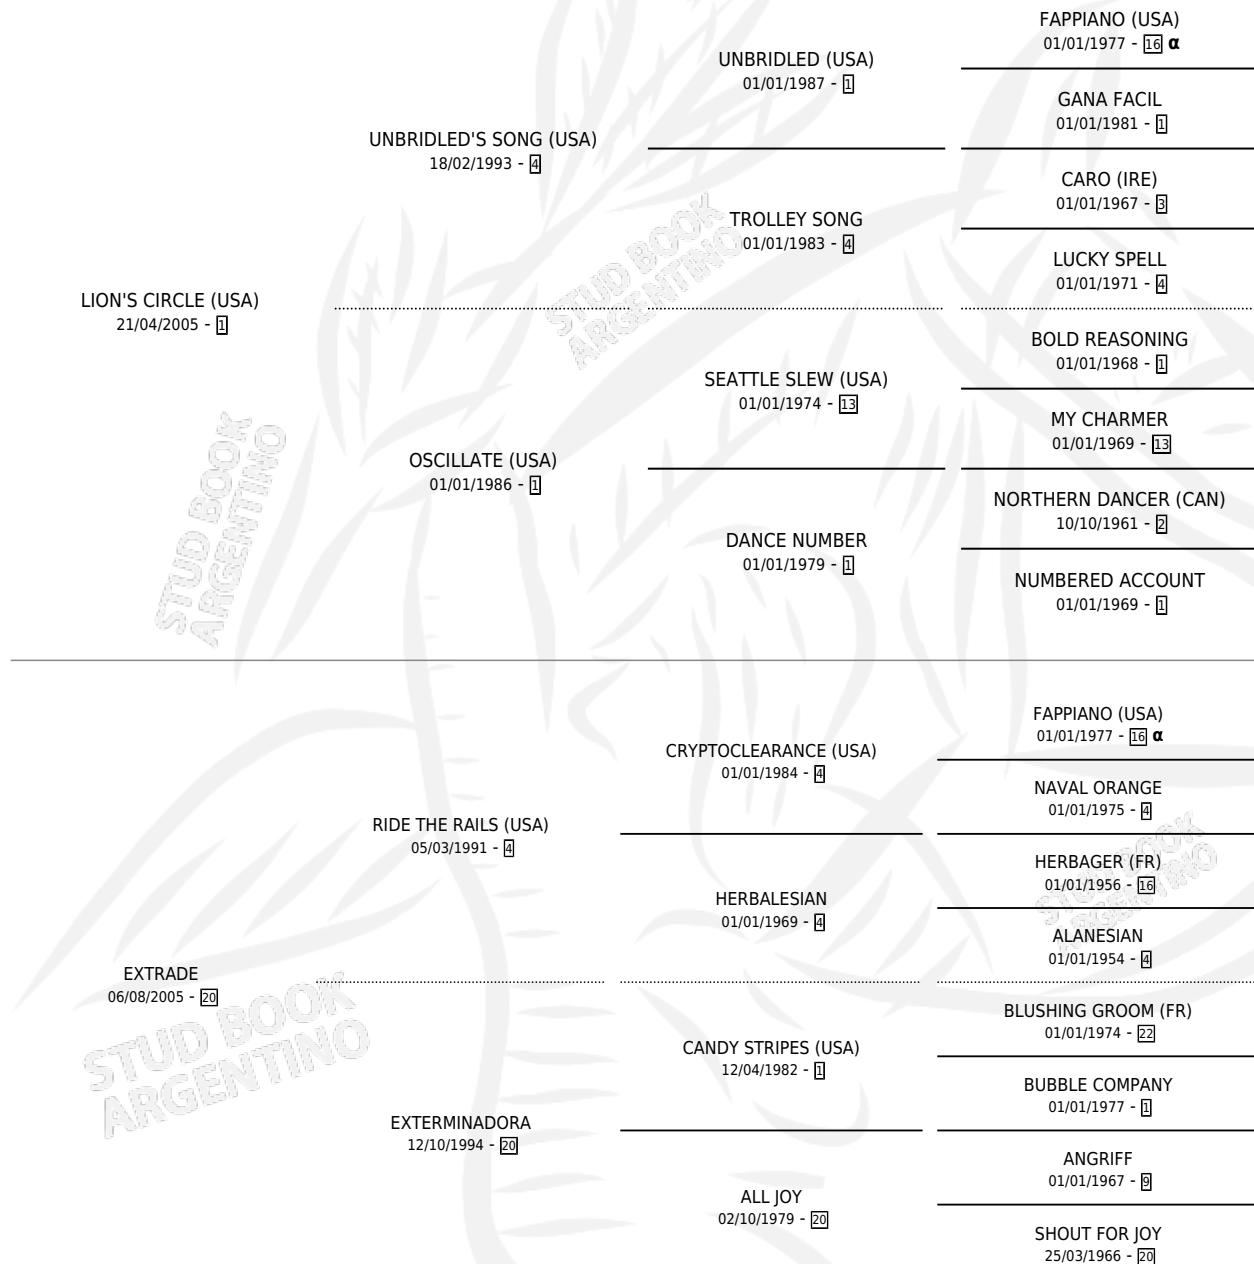 FAPPIANO (USA)
01/01/1977 - 16 α
UNBRIDLED (USA)
01/01/1987 - 1
GANA FACIL
01/01/1981 - 1
UNBRIDLED'S SONG (USA)
18/02/1993 - 4
CARO (IRE)
01/01/1967 - 3
TROLLEY SONG
01/01/1983 - 4
LUCKY SPELL
01/01/1971 - 4
STUD BOOK
ARGENTINO
LION'S CIRCLE (USA)
21/04/2005 - 1
BOLD REASONING
01/01/1968 - 1
SEATTLE SLEW (USA)
01/01/1974 - 13
MY CHARMER
01/01/1969 - 13
OSCILLATE (USA)
01/01/1986 - 1
STUD BOOK
ARGENTINO
NORTHERN DANCER (CAN)
10/10/1961 - 2
DANCE NUMBER
01/01/1979 - 1
NUMBERED ACCOUNT
01/01/1969 - 1
FAPPIANO (USA)
01/01/1977 - 16 α
CRYPTOCLEARANCE (USA)
01/01/1984 - 4
NAVAL ORANGE
01/01/1975 - 4
RIDE THE RAILS (USA)
05/03/1991 - 4
HERBAGER (FR)
01/01/1956 - 16
STUD BOOK
ARGENTINO
HERBALESIAN
01/01/1969 - 4
ALANESIAN
01/01/1954 - 4
EXTRADE
06/08/2005 - 20
STUD BOOK
ARGENTINO
BLUSHING GROOM (FR)
01/01/1974 - 22
CANDY STRIPES (USA)
12/04/1982 - 1
BUBBLE COMPANY
01/01/1977 - 1
EXTERMINADORA
12/10/1994 - 20
ANGRIFF
01/01/1967 - 9
ALL JOY
02/10/1979 - 20
SHOUT FOR JOY
25/03/1966 - 20